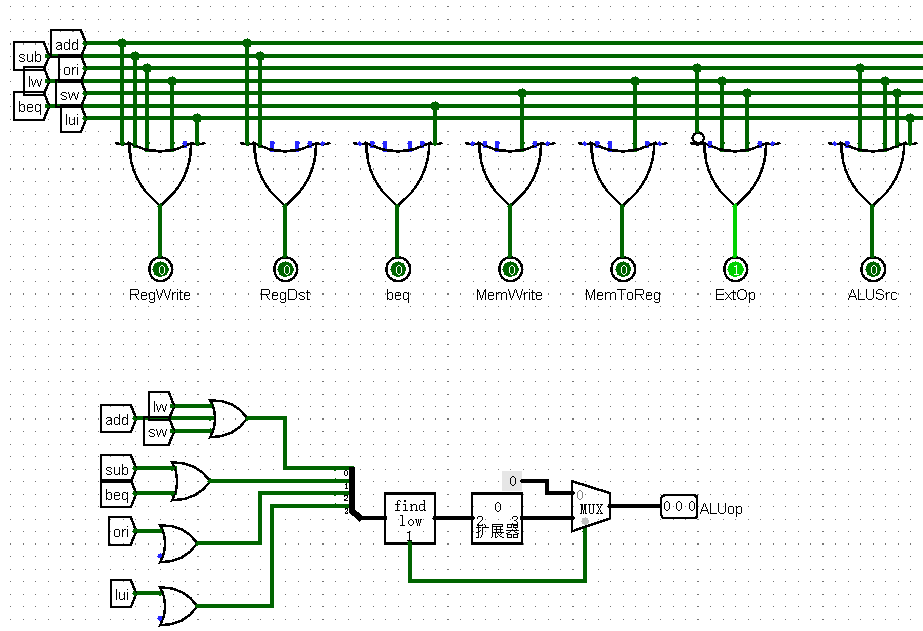 add
sub
ori
lw
sw
beq
lui
0 0 0 0 0 1 0
RegWrite RegDst beq MemWrite MemToReg ExtOp ALUSrc
lw
add
sw
sub
beq
ori
lui
0
1
2
3
find
low
1
0
2 3
扩展器
0
0
MUX
0 0 0 ALUop